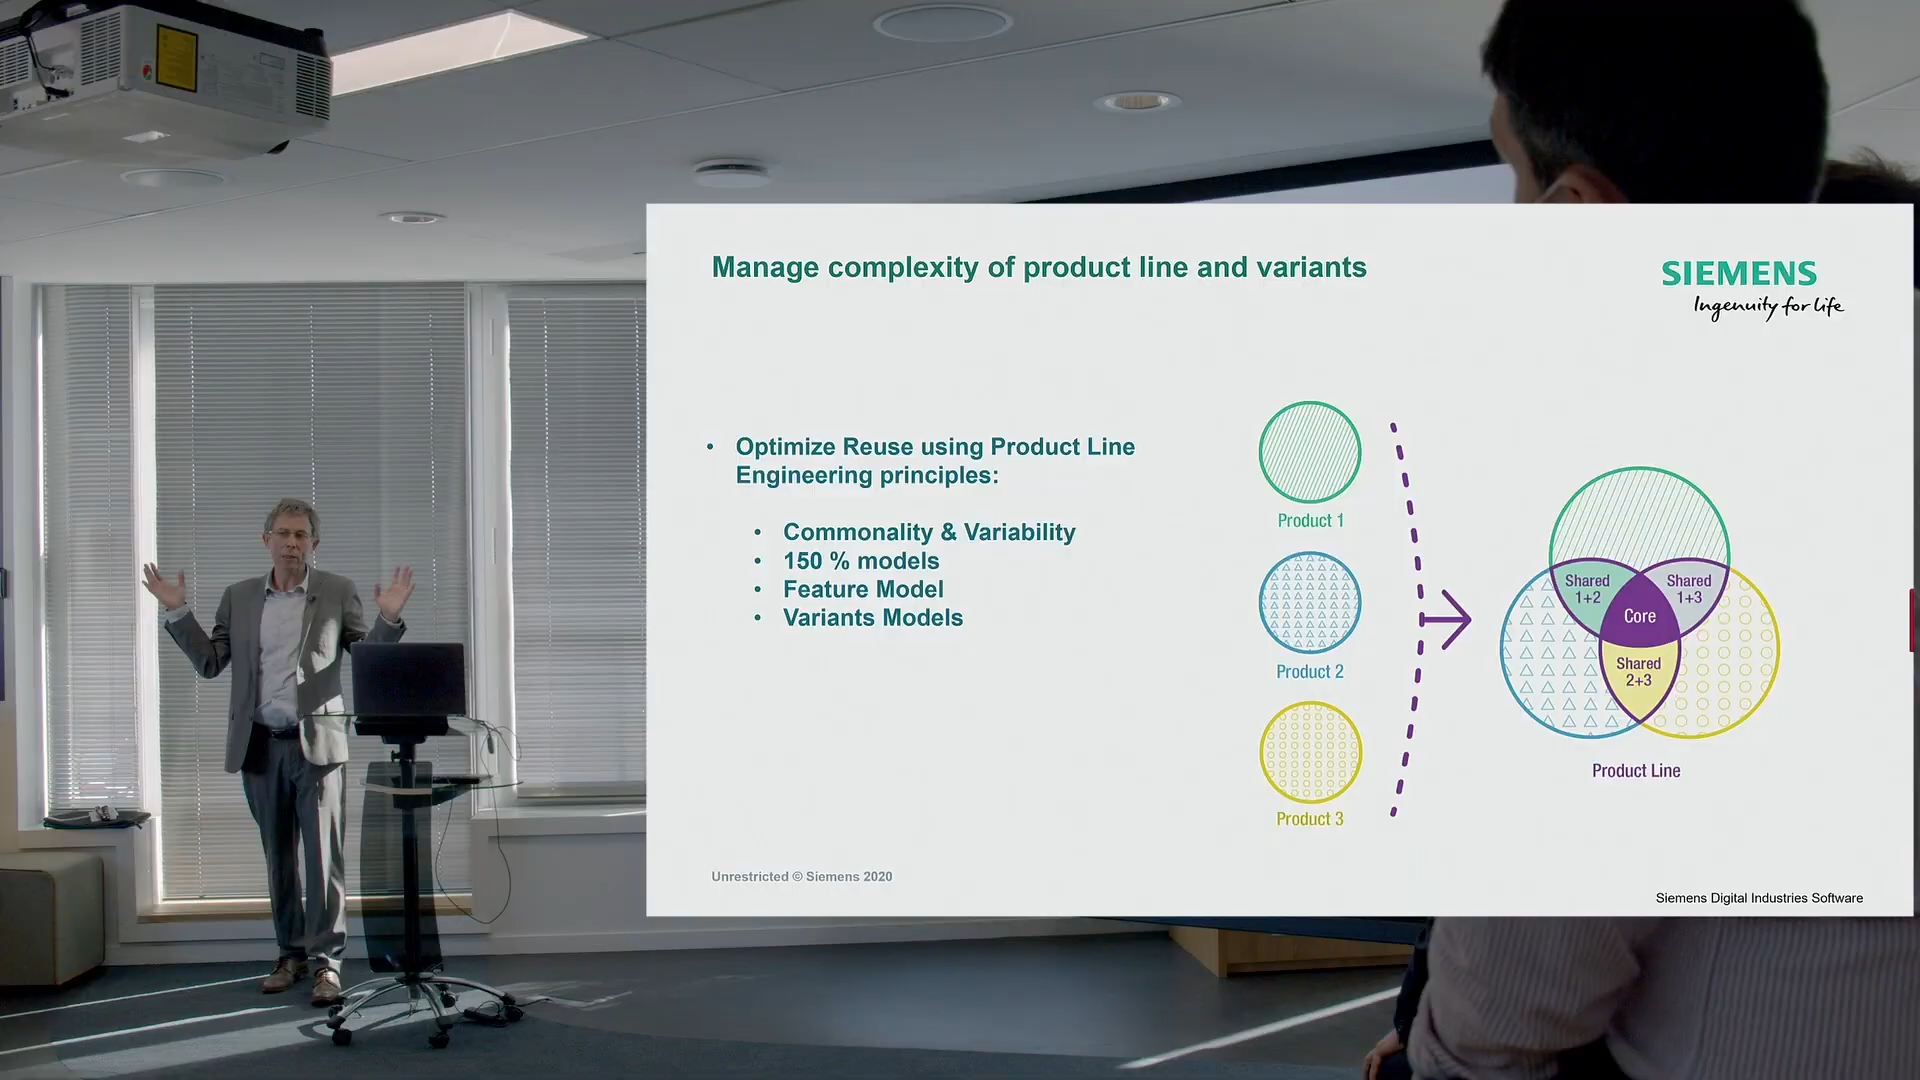 Manage complexity of product line and variants
SIEMENS
Ingenuity for life
• Optimize Reuse using Product Line
Engineering principles:
• Commonality & Variability
• 150 % models
• Feature Model
• Variants Models
Product 1
Product 2
Product 3
Shared
1+2
Shared
1+3
Core
Shared
2+3
Product Line
Unrestricted © Siemens 2020
Siemens Digital Industries Software